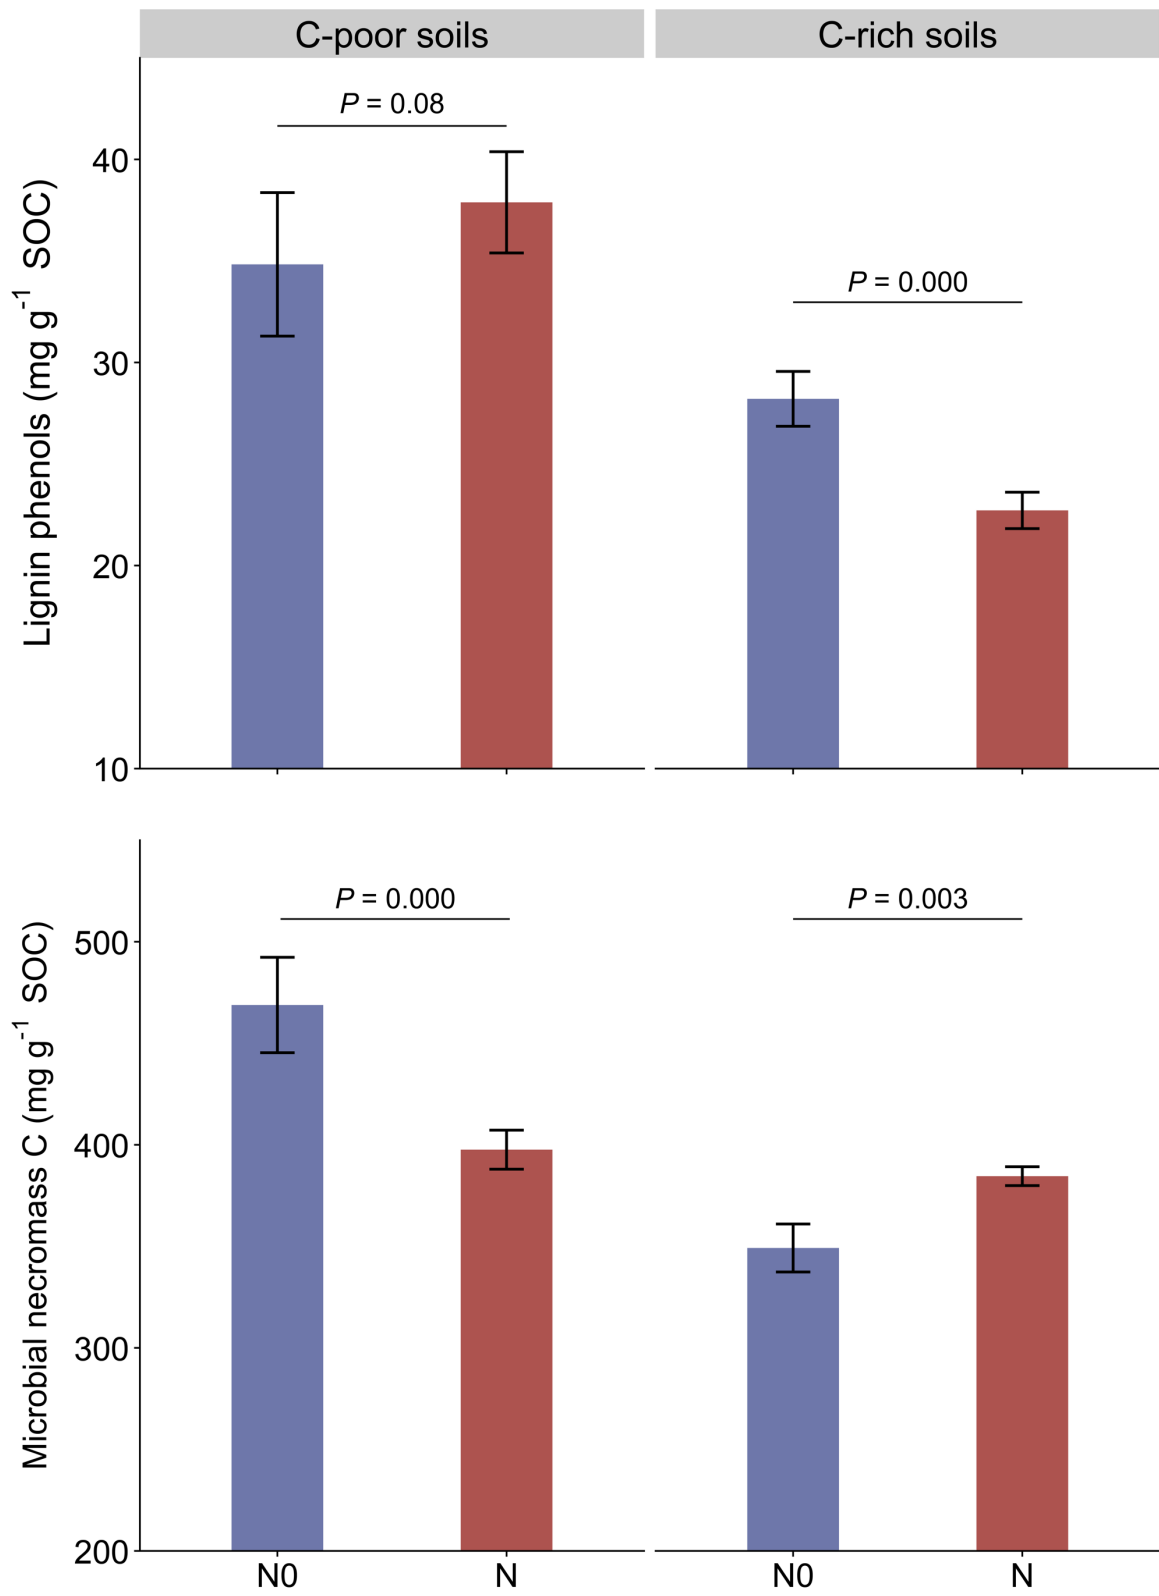 C-poor soils
C-rich soils
P = 0.08
P = 0.000
40
30
20
10
Lignin phenols (mg g⁻¹ SOC)
P = 0.000
P = 0.003
500
400
300
200
Microbial necromass C (mg g⁻¹ SOC)
N0
N
N0
N